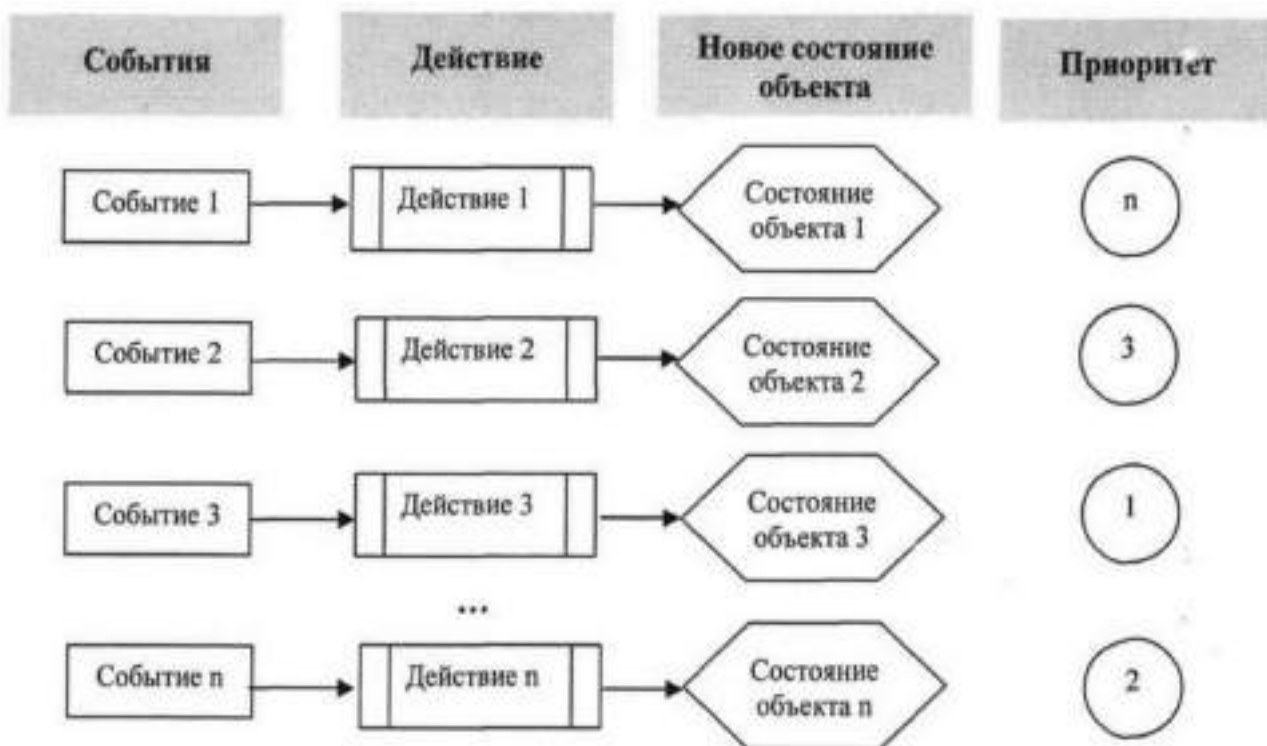 События
Действие
Новое состояние
объекта
Приоритет
Событие 1
Действие 1
Состояние
объекта 1
n
Событие 2
Действие 2
Состояние
объекта 2
3
Событие 3
Действие 3
Состояние
объекта 3
1
...
Событие n
Действие n
Состояние
объекта n
2